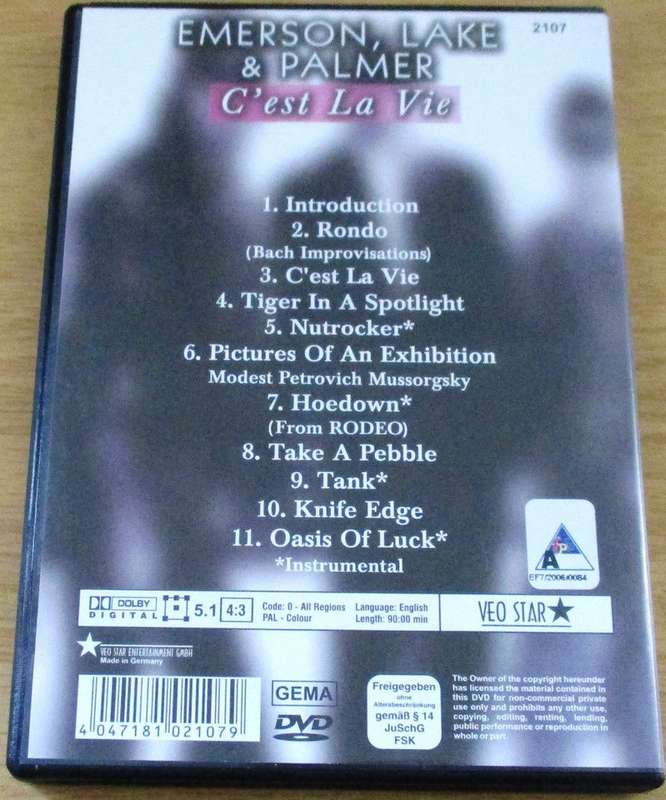 EMERSON, LAKE
& PALMER
2107
C'est La Vie
1. Introduction
2. Rondo
(Bach Improvisations)
3. C'est La Vie
4. Tiger In A Spotlight
5. Nutrocker*
6. Pictures Of An Exhibition
Modest Petrovich Mussorgsky
7. Hoedown*
(From RODEO)
8. Take A Pebble
9. Tank*
10. Knife Edge
11. Oasis Of Luck*
*Instrumental
A
EFT/2006/0084
DOLBY
DIGITAL
5.1
4:3
Code: 0 - All Regions
PAL - Colour
Language: English
Length: 90:00 min
VEO STAR
VEO STAR ENTERTAINMENT GMBH
Made in Germany
4 047181 021079
GEMA
DVD
Freigegeben
ohne
Altersbeschränkung
gemäß § 14
JuSchG
FSK
The Owner of the copyright hereunder
has licensed the material contained in
this DVD for non-commercial private
use only and prohibits any other use,
copying, editing, renting, lending,
public performance or reproduction in
whole or part.